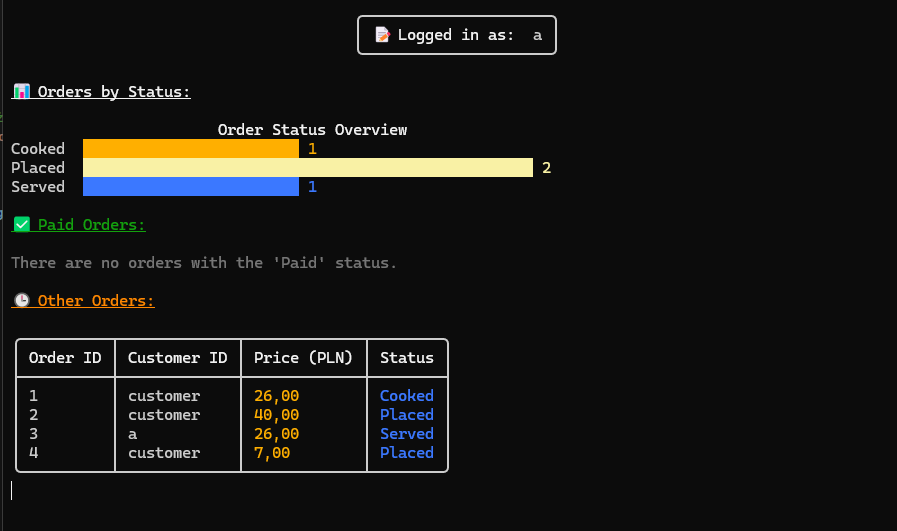 📝 Logged in as: a
📊 Orders by Status:
Order Status Overview
Cooked 1
Placed 2
Served 1
✅ Paid Orders:
There are no orders with the 'Paid' status.
🕒 Other Orders:
Order ID Customer ID Price (PLN) Status
1 customer 26,00 Cooked
2 customer 40,00 Placed
3 a 26,00 Served
4 customer 7,00 Placed